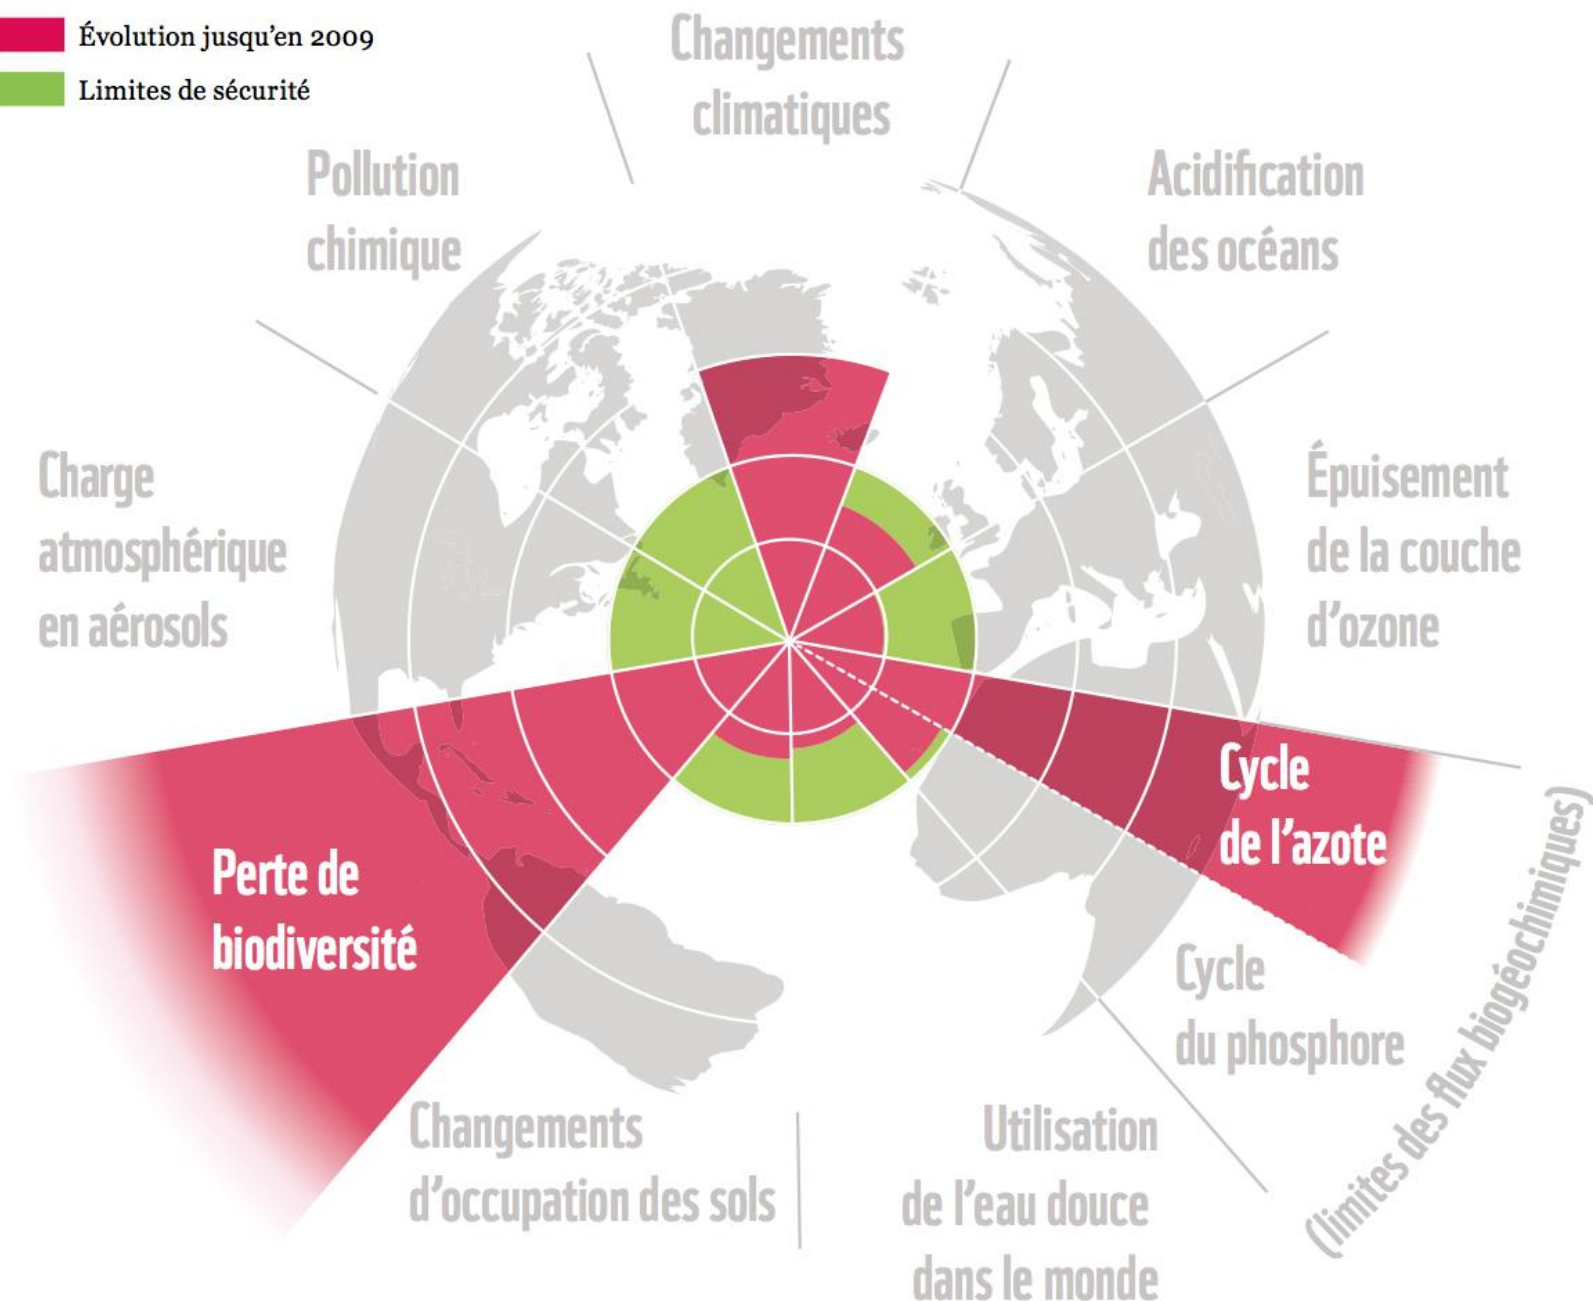 Évolution jusqu’en 2009
Limites de sécurité
Changements
climatiques
Pollution
chimique
Acidification
des océans
Charge
atmosphérique
en aérosols
Épuisement
de la couche
d’ozone
Cycle
de l’azote
Perte de
biodiversité
Cycle
du phosphore
(limites des flux biogéochimiques)
Changements
d’occupation des sols
Utilisation
de l’eau douce
dans le monde